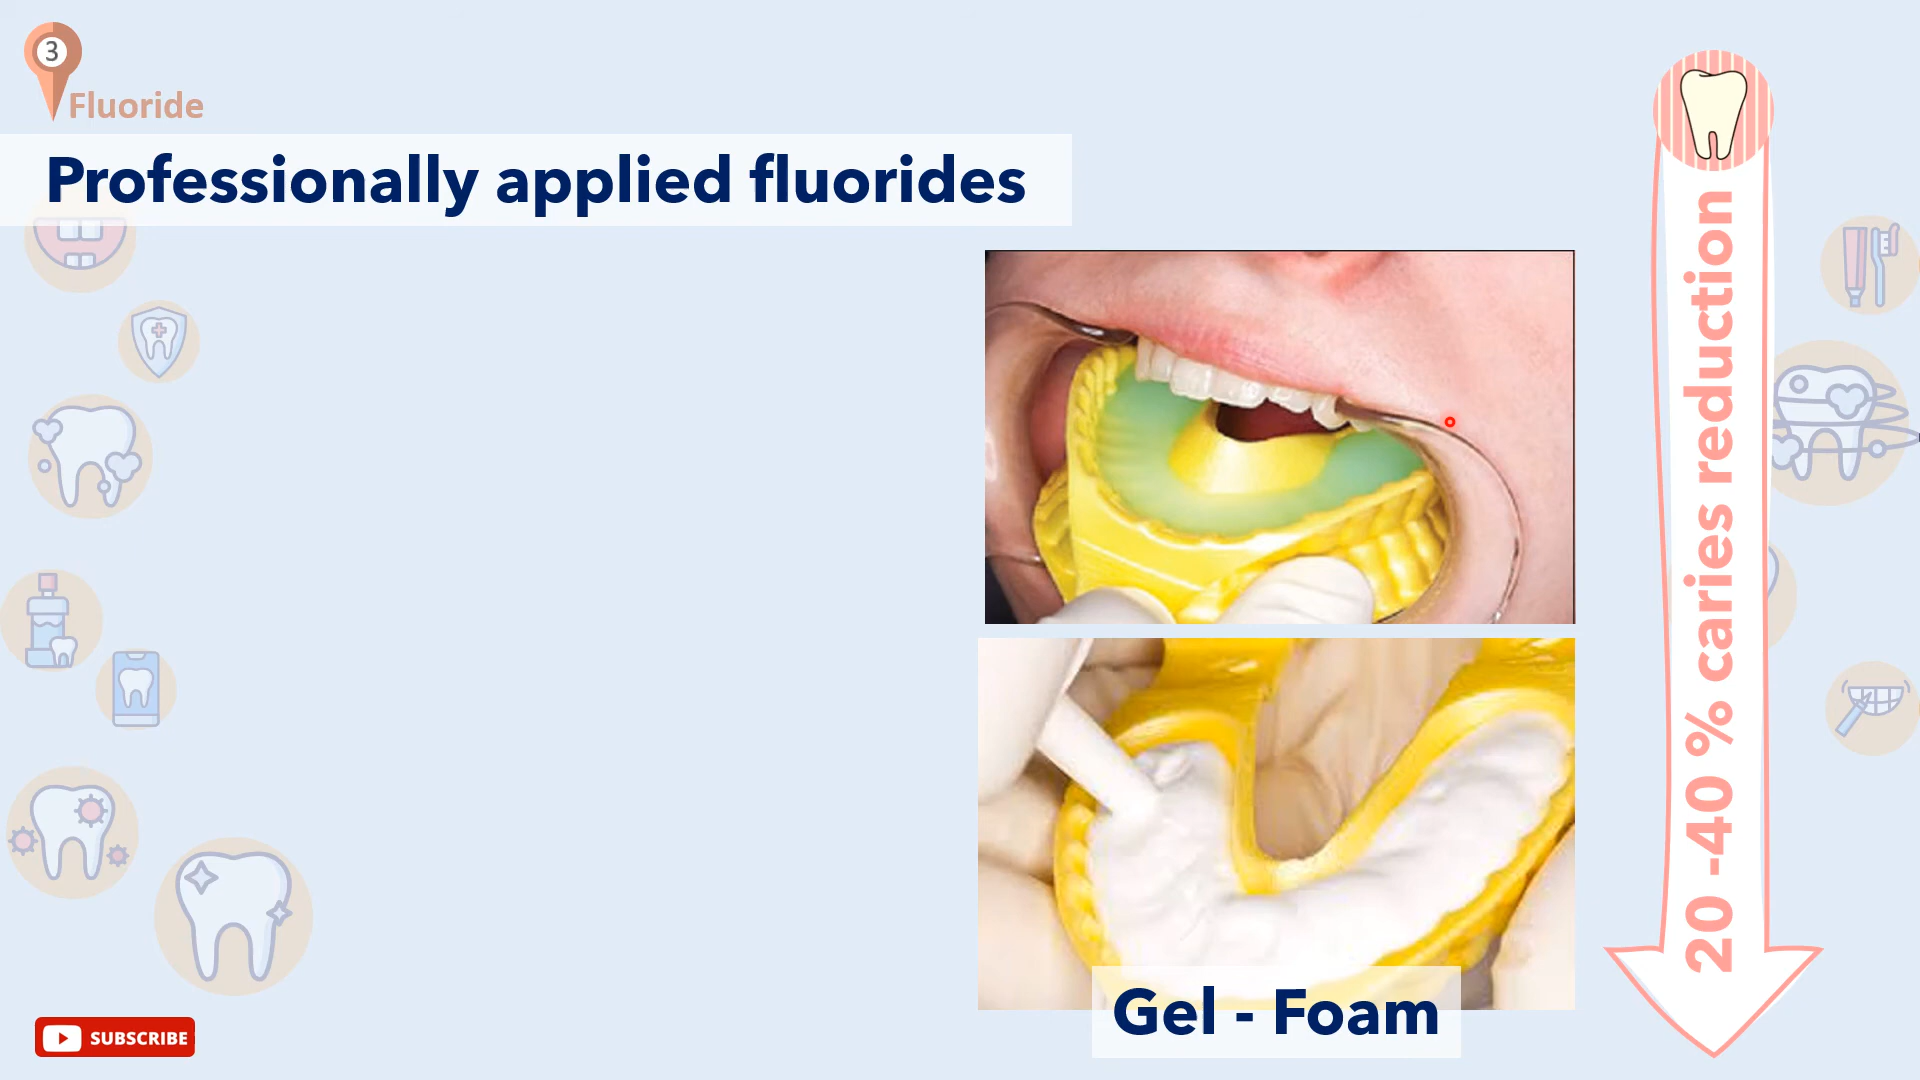 3
Fluoride
Professionally applied fluorides
20 -40 % caries reduction
Gel - Foam
SUBSCRIBE